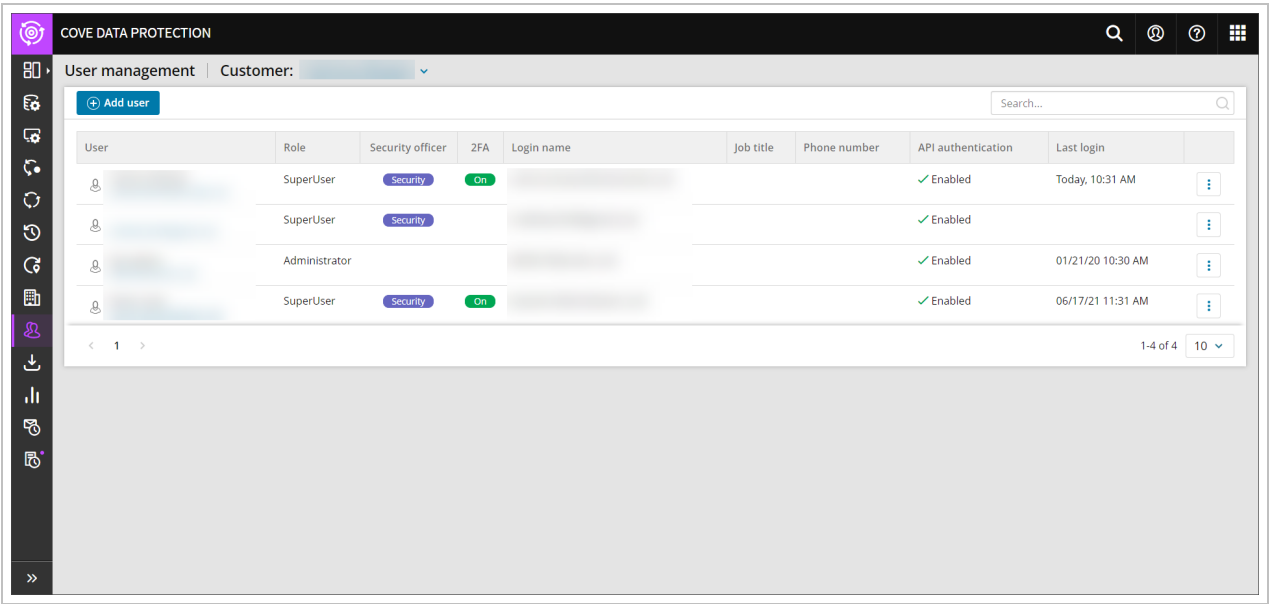 COVE DATA PROTECTION
User management Customer:
Add user Search...
User Role Security officer 2FA Login name Job title Phone number API authentication Last login
SuperUser Security On Enabled Today, 10:31 AM
SuperUser Security Enabled
Administrator Enabled 01/21/20 10:30 AM
SuperUser Security On Enabled 06/17/21 11:31 AM
1 1-4 of 4 10